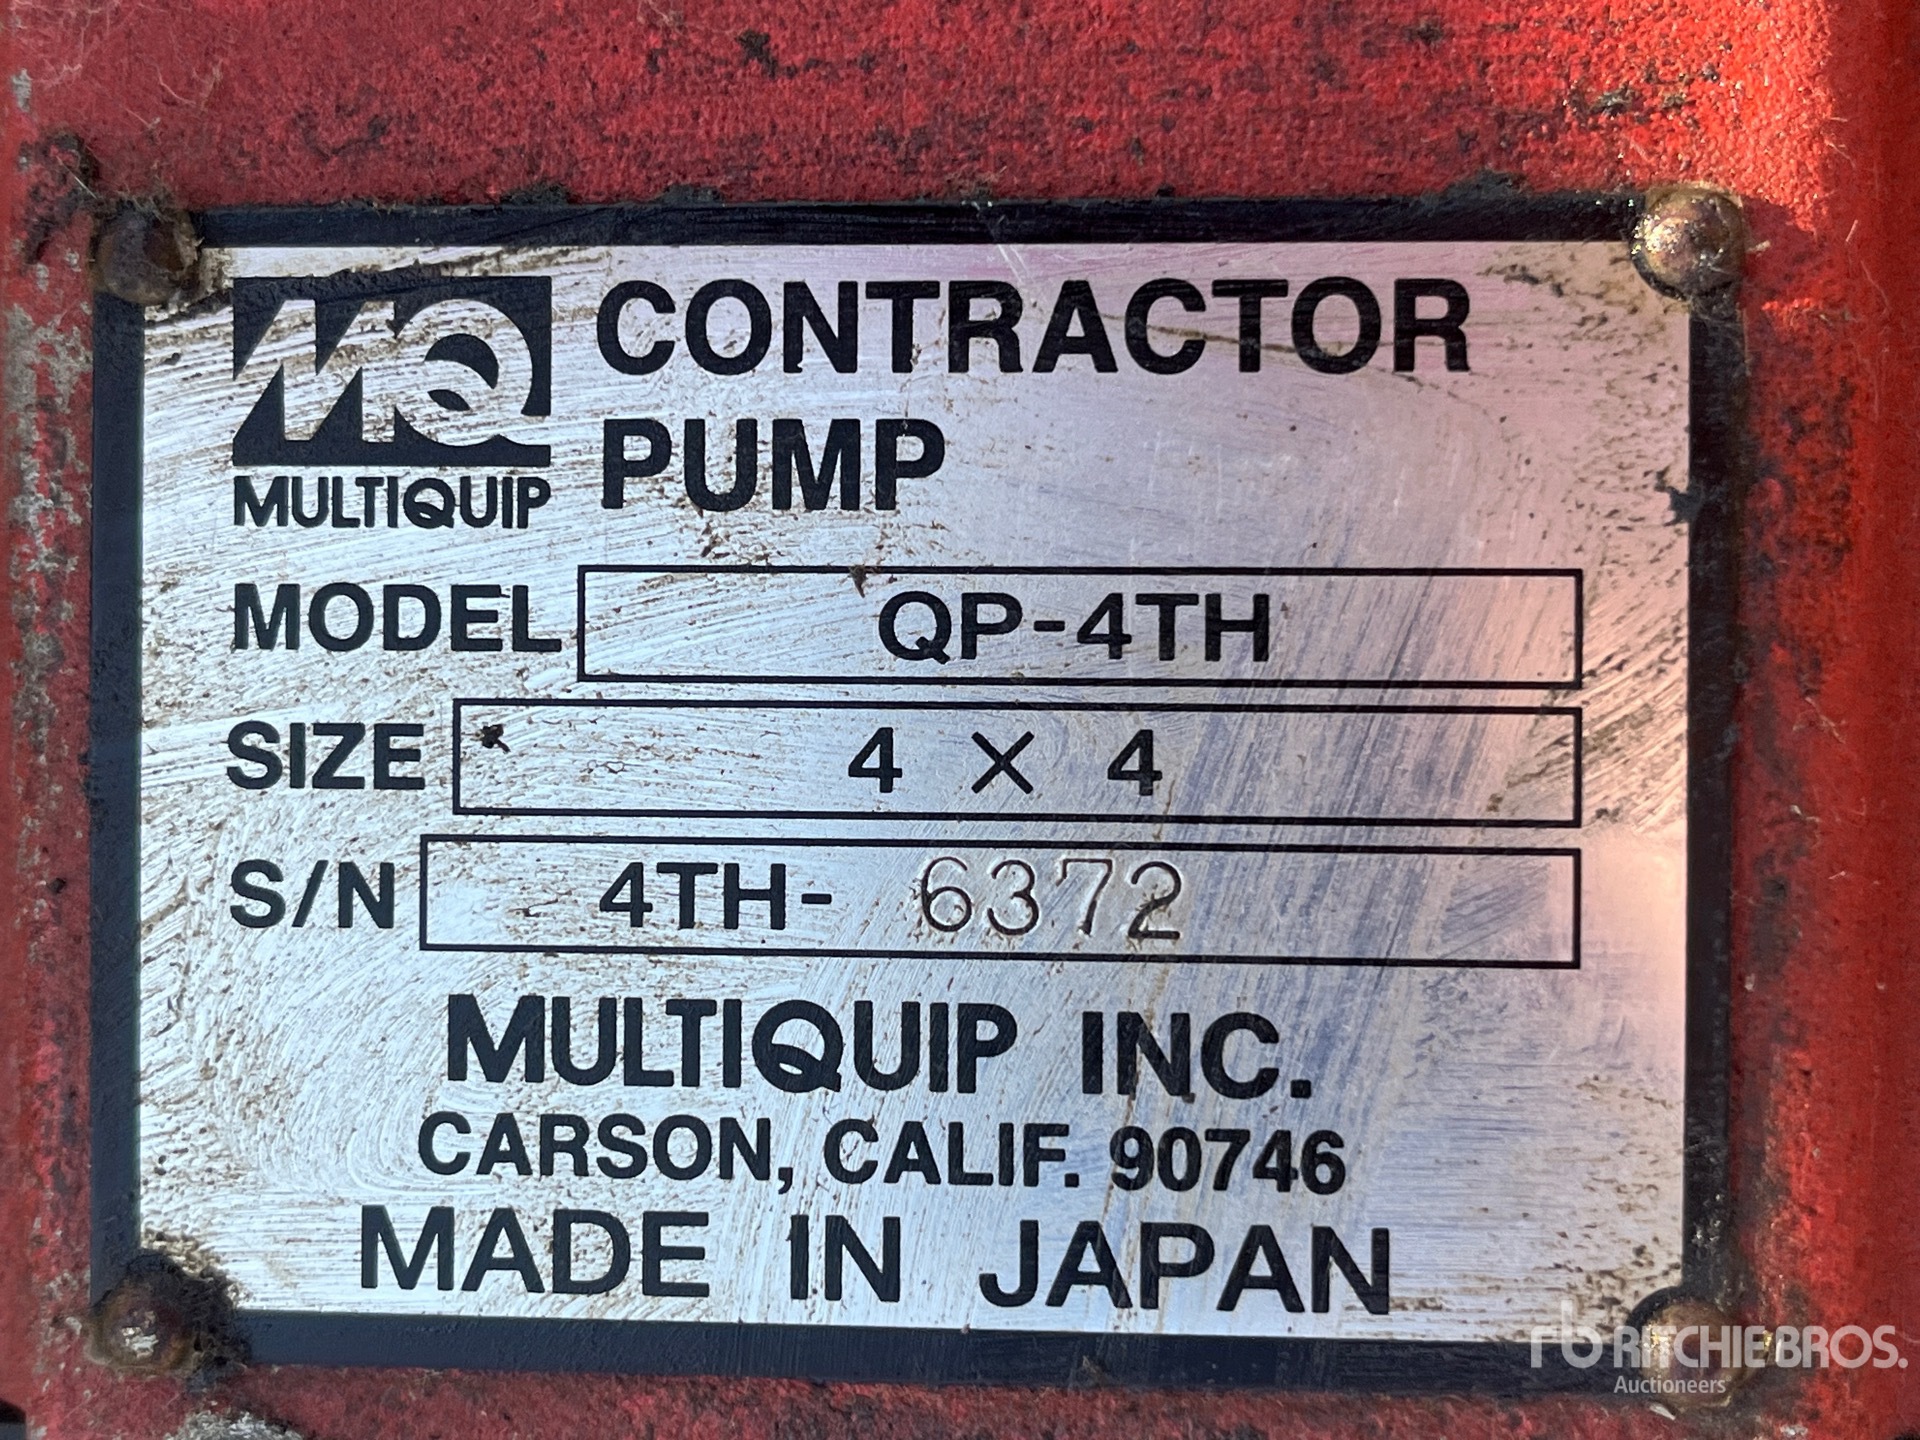 MQ
MULTIQUIP
CONTRACTOR
PUMP
MODEL QP-4TH
SIZE 4 × 4
S/N 4TH- 6372
MULTIQUIP INC.
CARSON, CALIF. 90746
MADE IN JAPAN
rb RITCHIE BROS.
Auctioneers